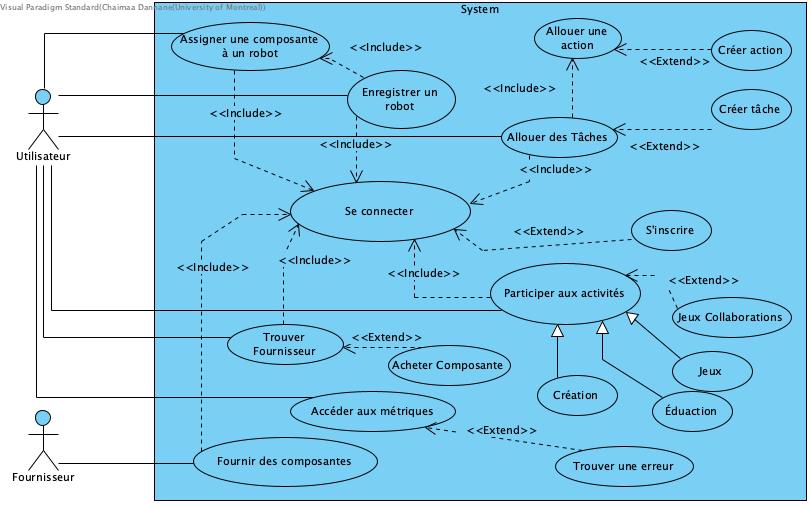 Visual Paradigm Standard(Chaimaa Dannane(University of Montreal))
System
Assigner une composante
à un robot
<<Include>>
Allouer une
action
<<Extend>>
Créer action
Enregistrer un
robot
<<Include>>
<<Include>>
Créer tâche
Allouer des Tâches
<<Extend>>
<<Include>>
<<Include>>
Utilisateur
Se connecter
<<Extend>>
S'inscrire
<<Include>>
<<Include>>
<<Include>>
Participer aux activités
<<Extend>>
Jeux Collaborations
Trouver
Fournisseur
<<Extend>>
Acheter Composante
Jeux
Création
Éduaction
Accéder aux métriques
<<Extend>>
Fournir des composantes
Trouver une erreur
Fournisseur